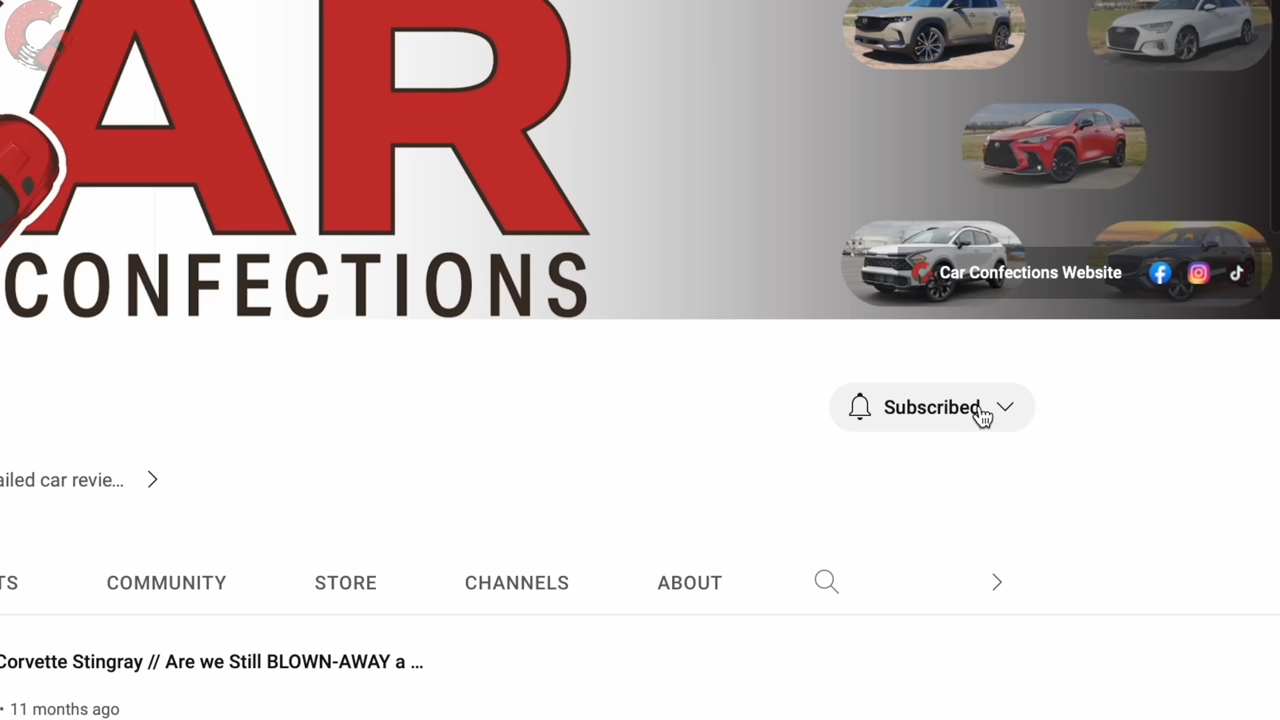 AR
CONFECTIONS
Car Confections Website
Subscribed
ailed car revie...
TS
COMMUNITY
STORE
CHANNELS
ABOUT
Corvette Stingray // Are we Still BLOWN-AWAY a ...
• 11 months ago